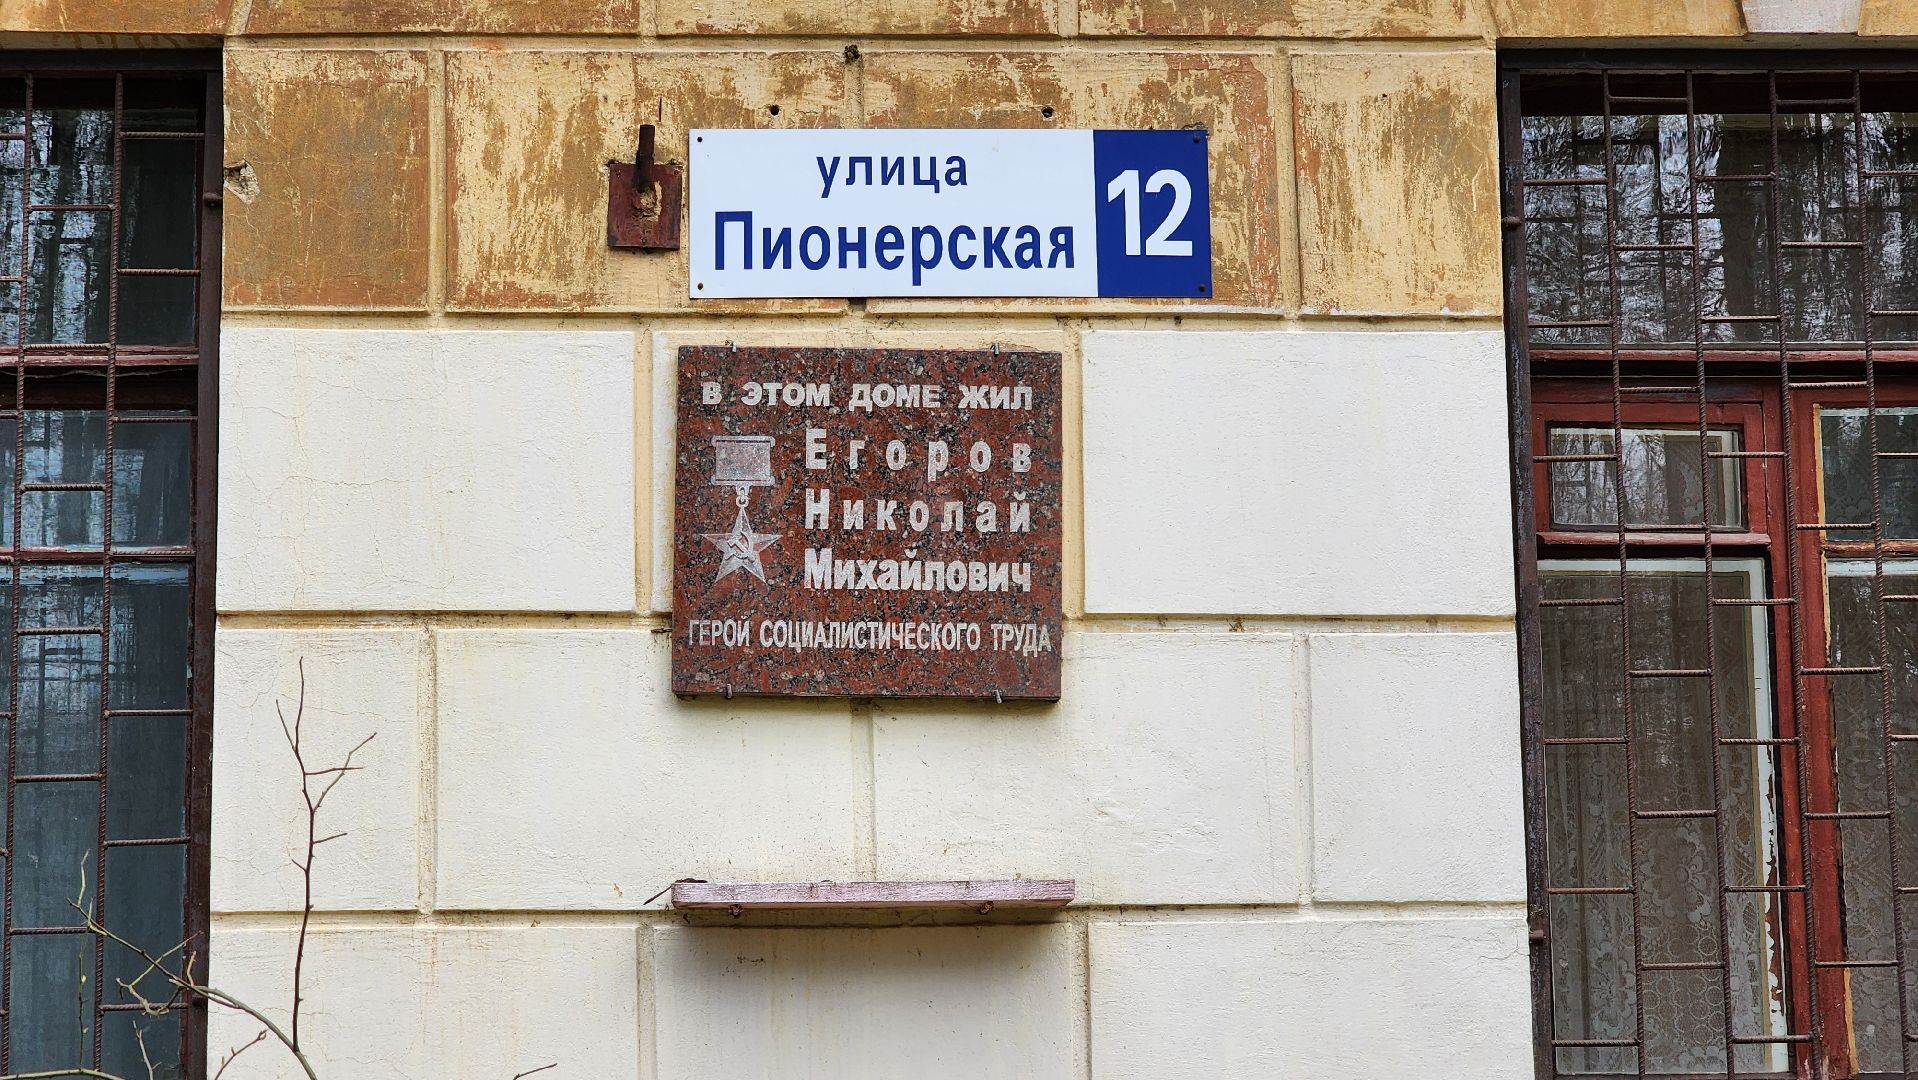 улица
Пионерская
12
В ЭТОМ ДОМЕ ЖИЛ
Егоров
Николай
Михайлович
ГЕРОЙ СОЦИАЛИСТИЧЕСКОГО ТРУДА